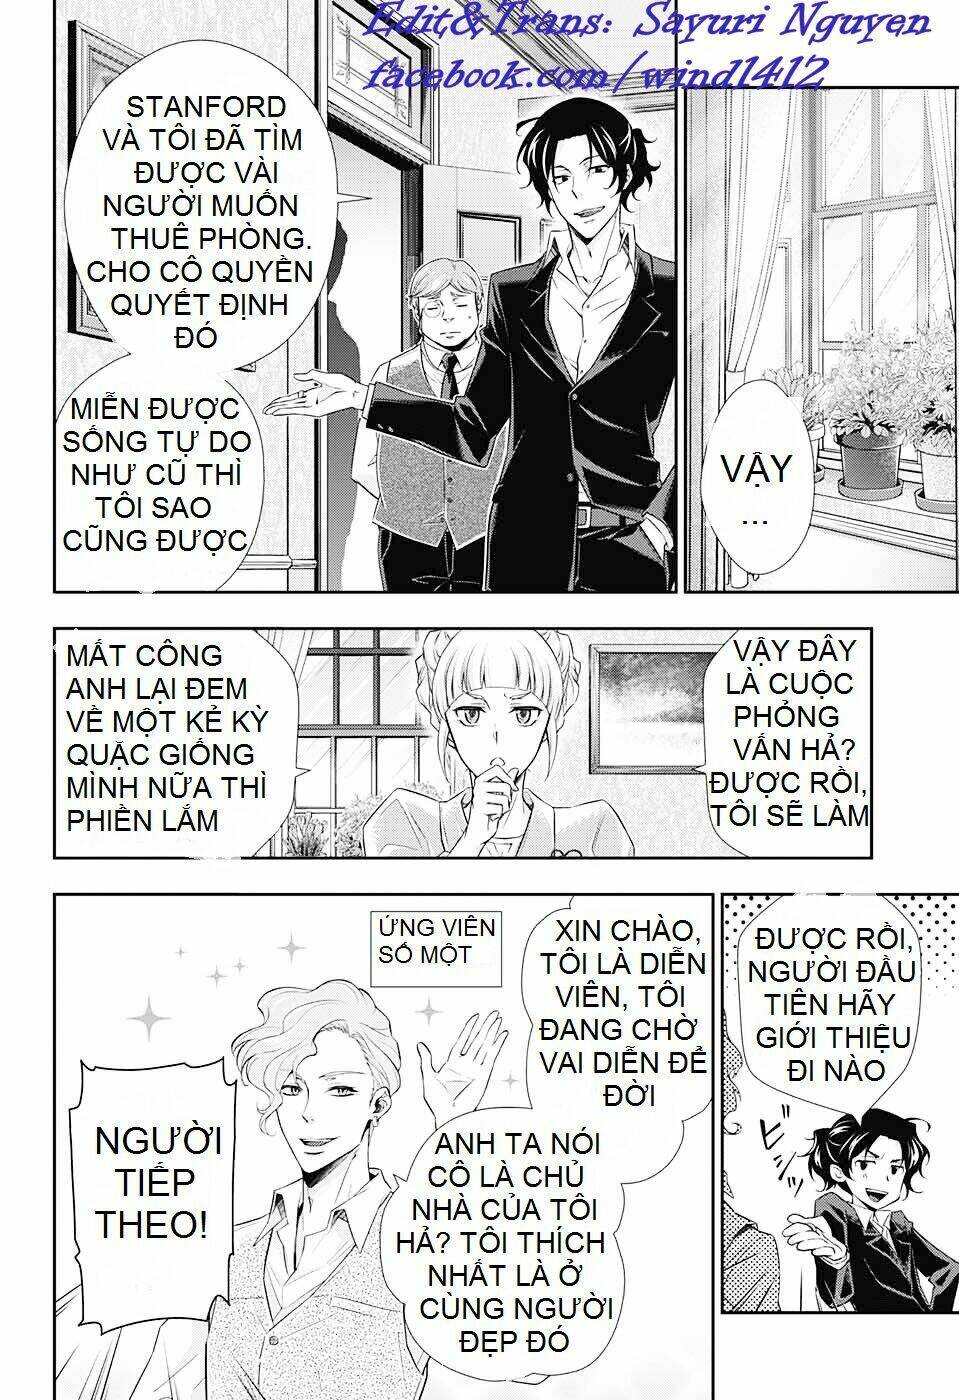 Edit&Trans: Sayuri Nguyen
facebook.com/wind1412
VẬY
...
STANFORD
VÀ TÔI ĐÃ TÌM
ĐƯỢC VÀI
NGƯỜI MUỐN
THUÊ PHÒNG.
CHO CÔ QUYỀN
QUYẾT ĐỊNH
ĐÓ
MIỄN ĐƯỢC
SỐNG TỰ DO
NHƯ CŨ THÌ
TÔI SAO
CŨNG ĐƯỢC
VẬY ĐÂY
LÀ CUỘC
PHỎNG
VẤN HẢ?
ĐƯỢC RỒI,
TÔI SẼ LÀM
MẤT CÔNG
ANH LẠI ĐEM
VỀ MỘT KẺ KỲ
QUẶC GIỐNG
MÌNH NỮA THÌ
PHIỀN LẮM
ĐƯỢC RỒI,
NGƯỜI ĐẦU
TIÊN HÃY
GIỚI THIỆU
ĐI NÀO
ビシッ
ỨNG VIÊN
SỐ MỘT
XIN CHÀO,
TÔI LÀ DIỄN
VIÊN, TÔI
ĐANG CHỜ
VAI DIỄN ĐỂ
ĐỜI
ANH TA NÓI
CÔ LÀ CHỦ
NHÀ CỦA TÔI
HẢ? TÔI THÍCH
NHẤT LÀ Ở
CÙNG NGƯỜI
ĐẸP ĐÓ
NGƯỜI
TIẾP
THEO!